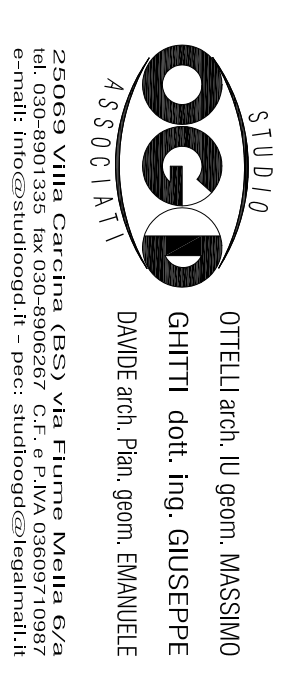 STUDIO
OGD
ASSOCIATI
OTTELLI arch. IU geom. MASSIMO
GHITTI dott. ing. GIUSEPPE
DAVIDE arch. Pian. geom. EMANUELE
25069 Villa Carcina (BS) via Fiume Mella 6/a
tel. 030-8901335 fax 030-8906267 C.F. e P.IVA 03609710987
e-mail: info@studioogd.it - pec: studioogd@legalmail.it